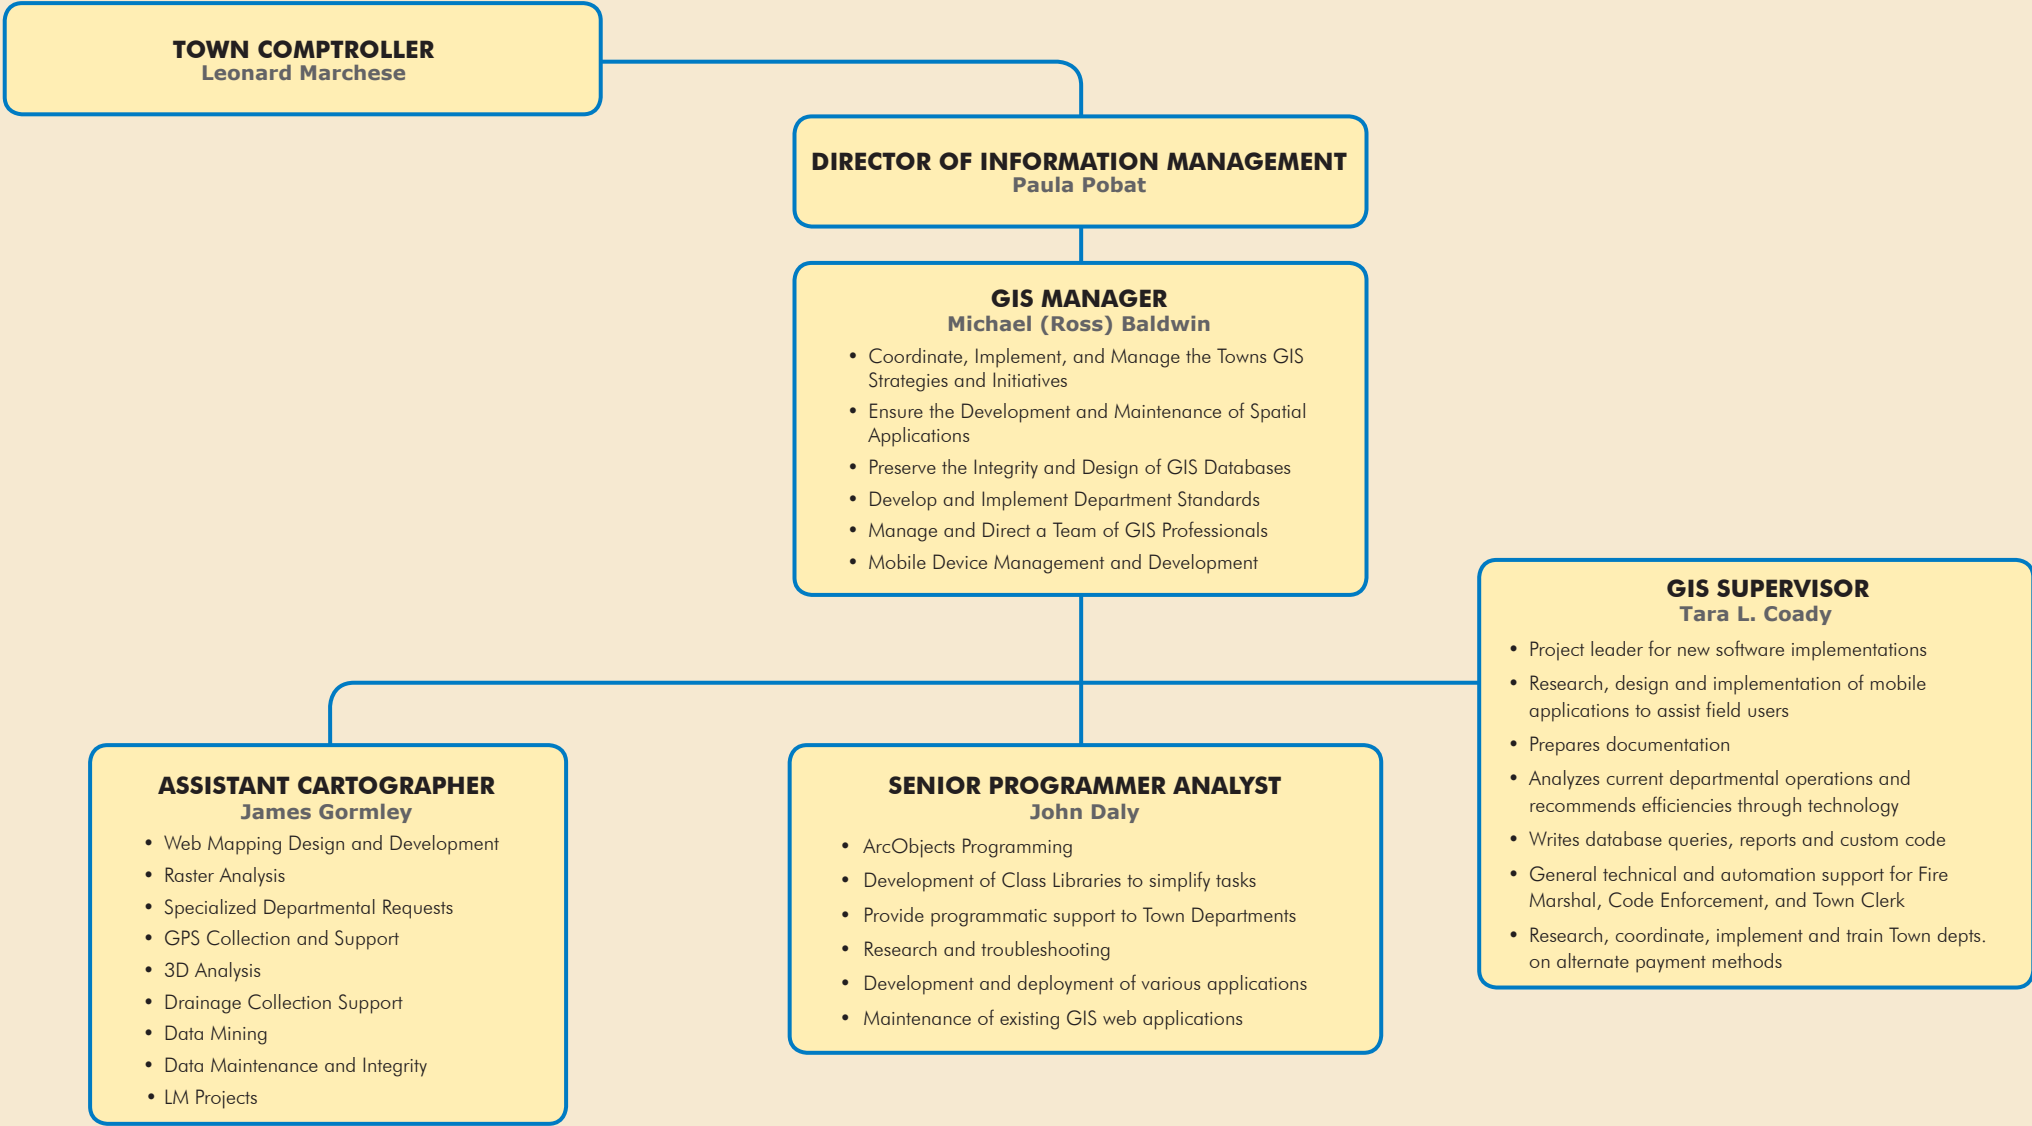 TOWN COMPTROLLER
Leonard Marchese
DIRECTOR OF INFORMATION MANAGEMENT
Paula Pobat
GIS MANAGER
Michael (Ross) Baldwin
• Coordinate, Implement, and Manage the Towns GIS
Strategies and Initiatives
• Ensure the Development and Maintenance of Spatial
Applications
• Preserve the Integrity and Design of GIS Databases
• Develop and Implement Department Standards
• Manage and Direct a Team of GIS Professionals
• Mobile Device Management and Development
GIS SUPERVISOR
Tara L. Coady
• Project leader for new software implementations
• Research, design and implementation of mobile
applications to assist field users
• Prepares documentation
• Analyzes current departmental operations and
recommends efficiencies through technology
• Writes database queries, reports and custom code
• General technical and automation support for Fire
Marshal, Code Enforcement, and Town Clerk
• Research, coordinate, implement and train Town depts.
on alternate payment methods
ASSISTANT CARTOGRAPHER
James Gormley
• Web Mapping Design and Development
• Raster Analysis
• Specialized Departmental Requests
• GPS Collection and Support
• 3D Analysis
• Drainage Collection Support
• Data Mining
• Data Maintenance and Integrity
• LM Projects
SENIOR PROGRAMMER ANALYST
John Daly
• ArcObjects Programming
• Development of Class Libraries to simplify tasks
• Provide programmatic support to Town Departments
• Research and troubleshooting
• Development and deployment of various applications
• Maintenance of existing GIS web applications